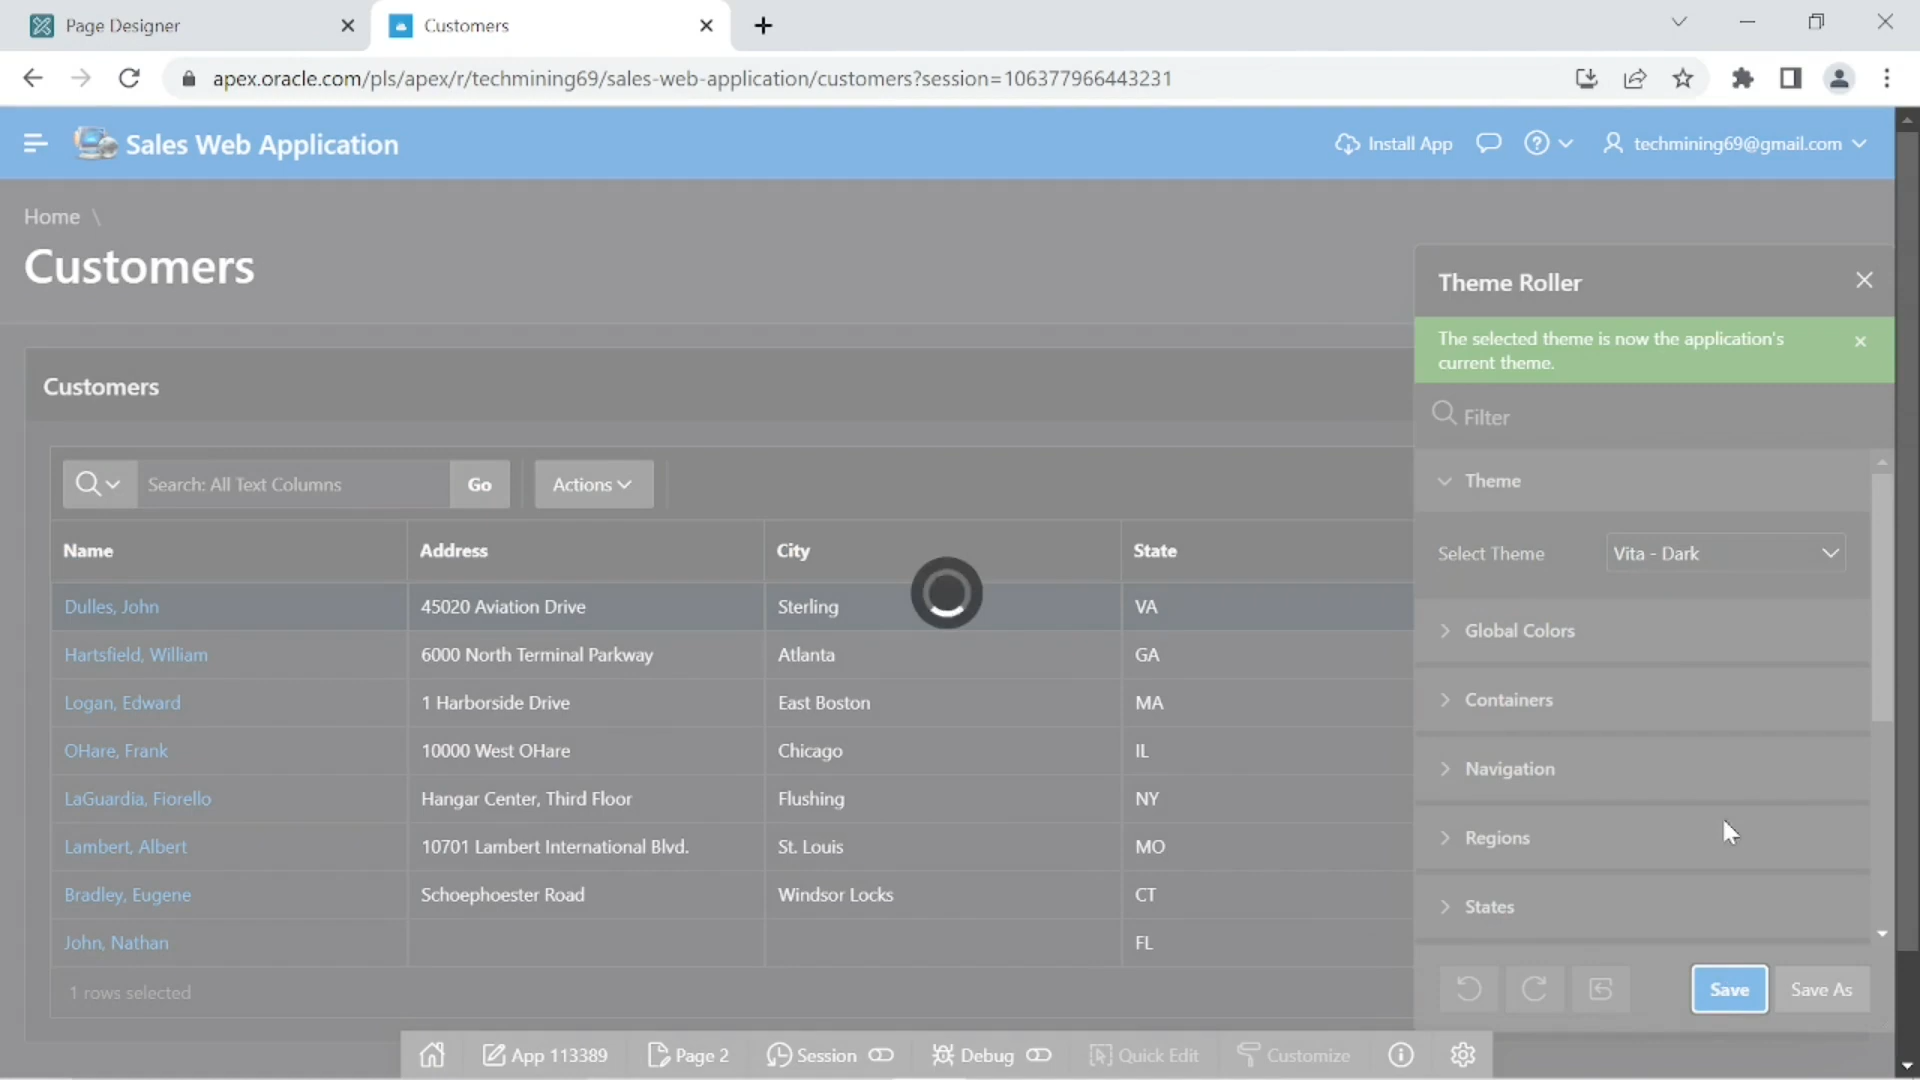 Page Designer
Customers
apex.oracle.com/pls/apex/r/techmining69/sales-web-application/customers?session=106377966443231
Sales Web Application
Install App
techmining69@gmail.com
Home \
Customers
Theme Roller
The selected theme is now the application's
current theme.
Customers
Filter
Search: All Text Columns
Go
Actions
Theme
Name Address City State
Select Theme Vita - Dark
Dulles, John 45020 Aviation Drive Sterling VA
Global Colors
Hartsfield, William 6000 North Terminal Parkway Atlanta GA
Containers
Logan, Edward 1 Harborside Drive East Boston MA
OHare, Frank 10000 West OHare Chicago IL
Navigation
LaGuardia, Fiorello Hangar Center, Third Floor Flushing NY
Regions
Lambert, Albert 10701 Lambert International Blvd. St. Louis MO
Bradley, Eugene Schoephoester Road Windsor Locks CT
States
John, Nathan FL
1 rows selected
Save
Save As
App 113389
Page 2
Session
Debug
Quick Edit
Customize